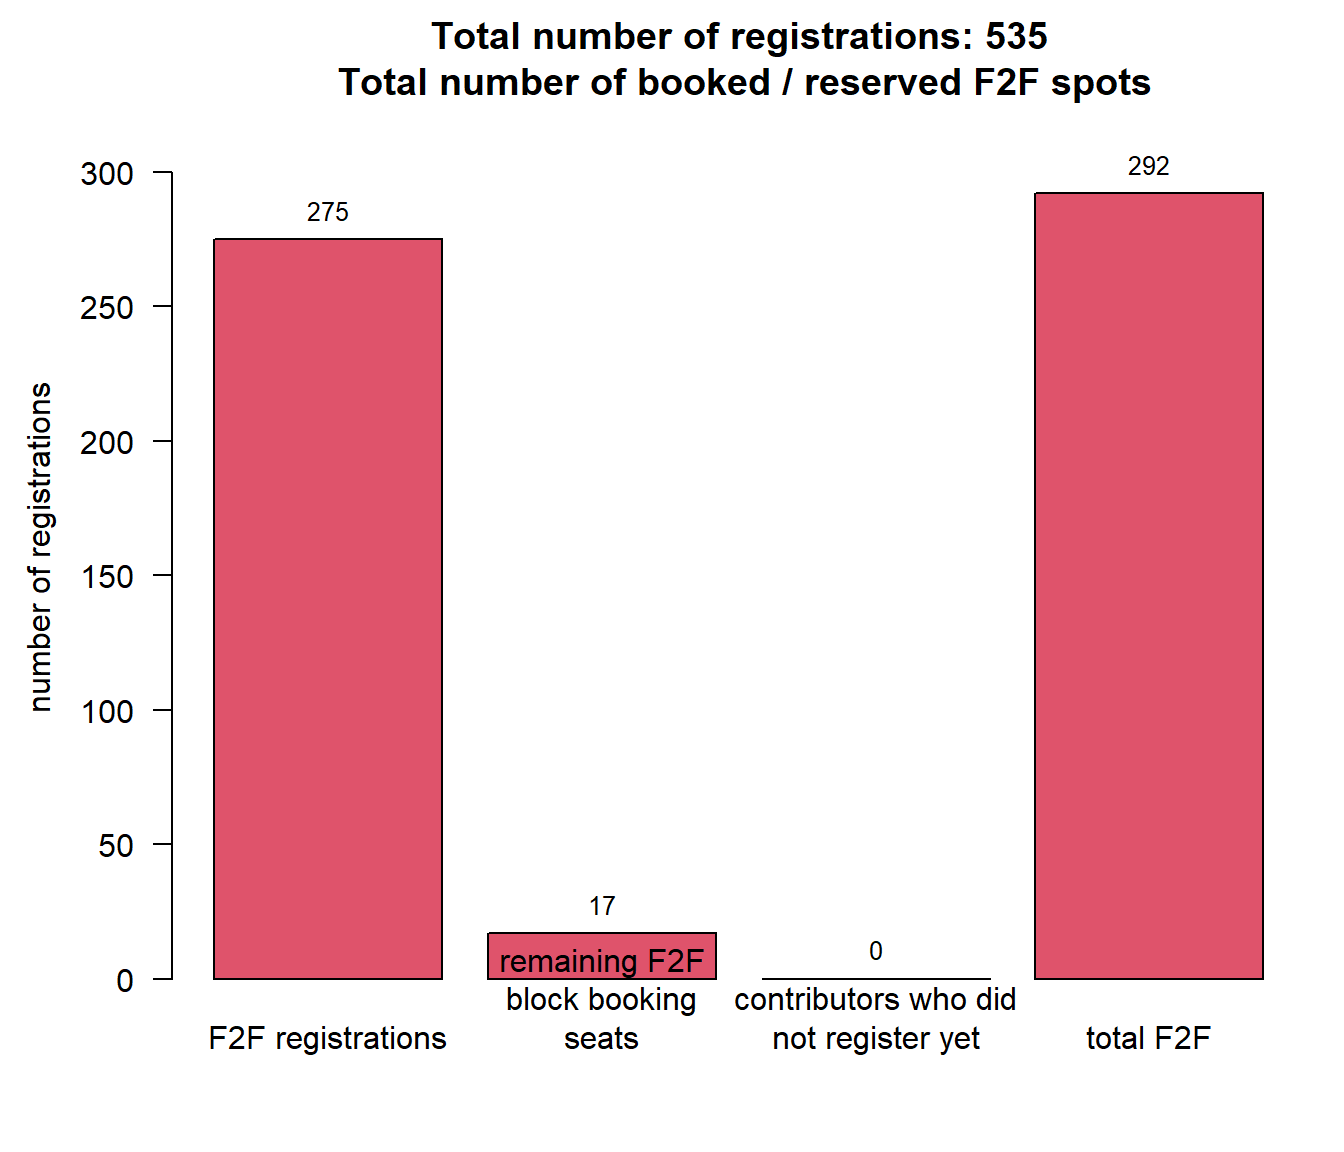 Total number of registrations: 535
Total number of booked / reserved F2F spots
number of registrations
300
250
200
150
100
50
0
275
17
0
292
F2F registrations
remaining F2F
block booking
seats
contributors who did
not register yet
total F2F